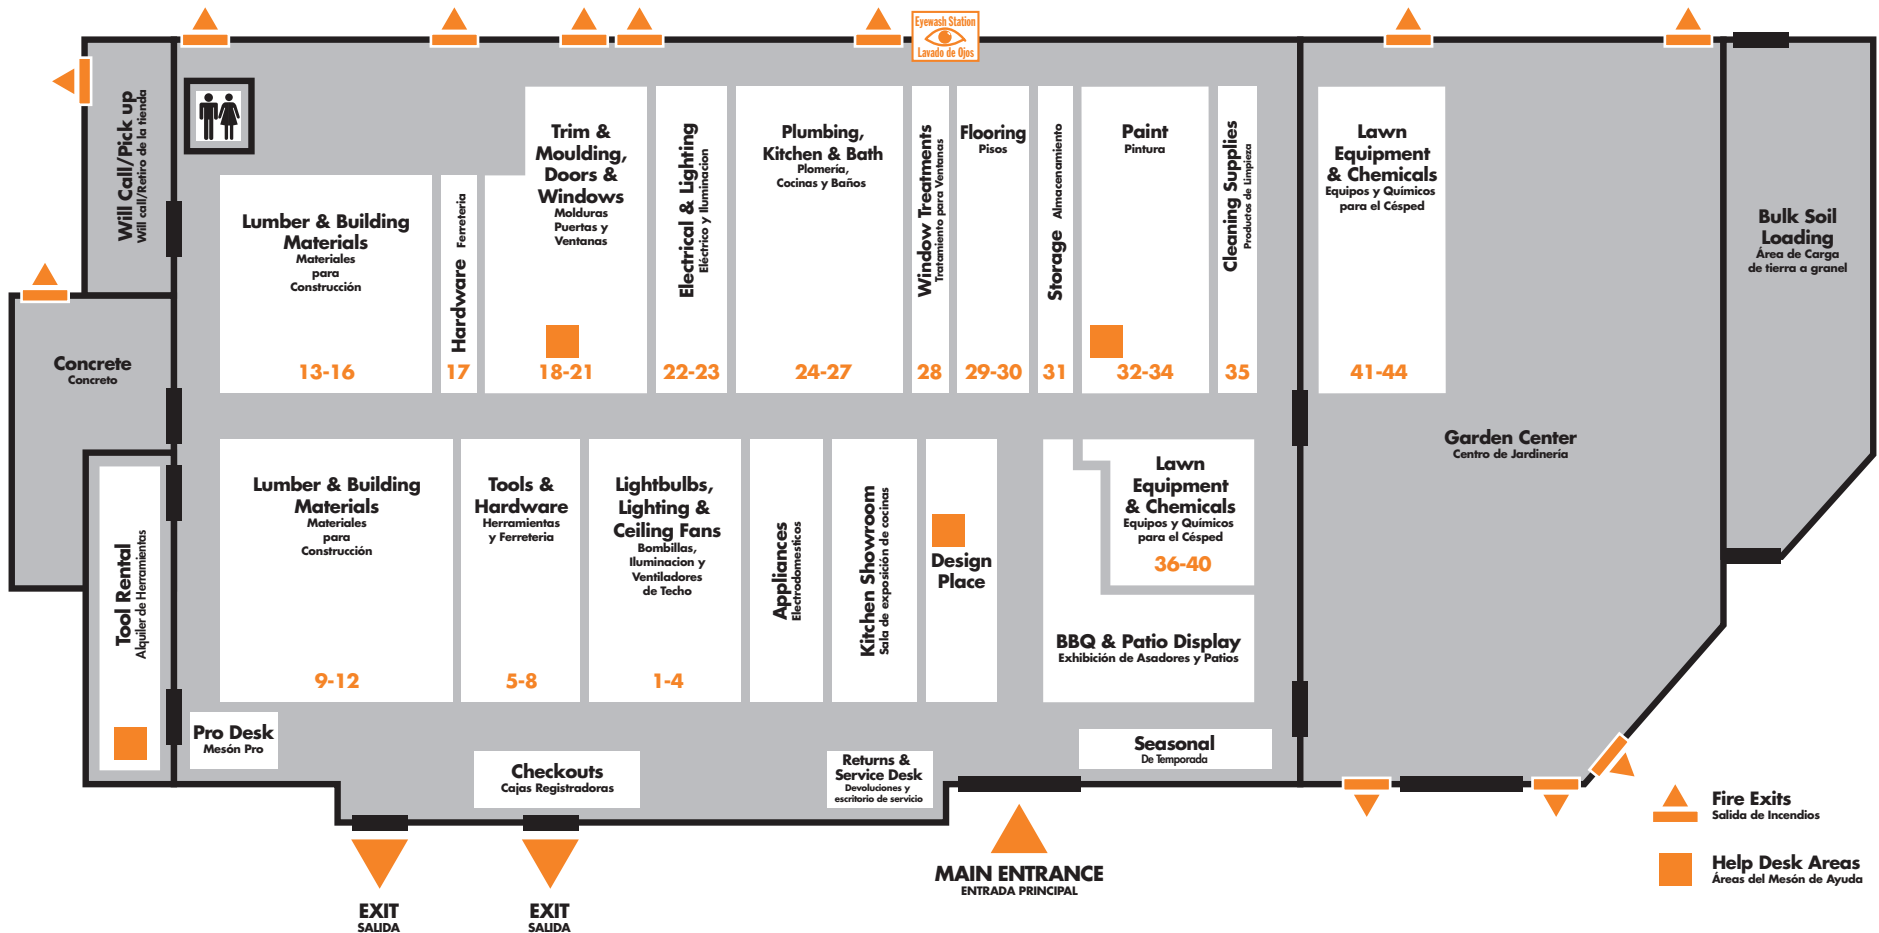 Eyewash Station
Lavado de Ojos
Will Call/Pick up
Will call/Retiro de la tienda
Lumber & Building
Materials
Materiales
para
Construcción
13-16
Hardware Ferreteria
17
Trim &
Moulding,
Doors &
Windows
Molduras
Puertas y
Ventanas
18-21
Electrical & Lighting
Eléctrico y Iluminacion
22-23
Plumbing,
Kitchen & Bath
Plomería,
Cocinas y Baños
24-27
Window Treatments
Tratamiento para Ventanas
28
Flooring
Pisos
29-30
Storage Almacenamiento
31
Paint
Pintura
32-34
Cleaning Supplies
Productos de Limpieza
35
Lawn
Equipment
& Chemicals
Equipos y Químicos
para el Césped
41-44
Bulk Soil
Loading
Área de Carga
de tierra a granel
Concrete
Concreto
Garden Center
Centro de Jardinería
Tool Rental
Alquiler de Herramientas
Lumber & Building
Materials
Materiales
para
Construcción
9-12
Tools &
Hardware
Herramientas
y Ferreteria
5-8
Lightbulbs,
Lighting &
Ceiling Fans
Bombillas,
Iluminacion y
Ventiladores
de Techo
1-4
Appliances
Electrodomesticos
Kitchen Showroom
Sala de exposición de cocinas
Design
Place
Lawn
Equipment
& Chemicals
Equipos y Químicos
para el Césped
36-40
BBQ & Patio Display
Exhibición de Asadores y Patios
Pro Desk
Mesón Pro
Checkouts
Cajas Registradoras
Returns &
Service Desk
Devoluciones y
escritorio de servicio
Seasonal
De Temporada
MAIN ENTRANCE
ENTRADA PRINCIPAL
EXIT
SALIDA
EXIT
SALIDA
Fire Exits
Salida de Incendios
Help Desk Areas
Áreas del Mesón de Ayuda